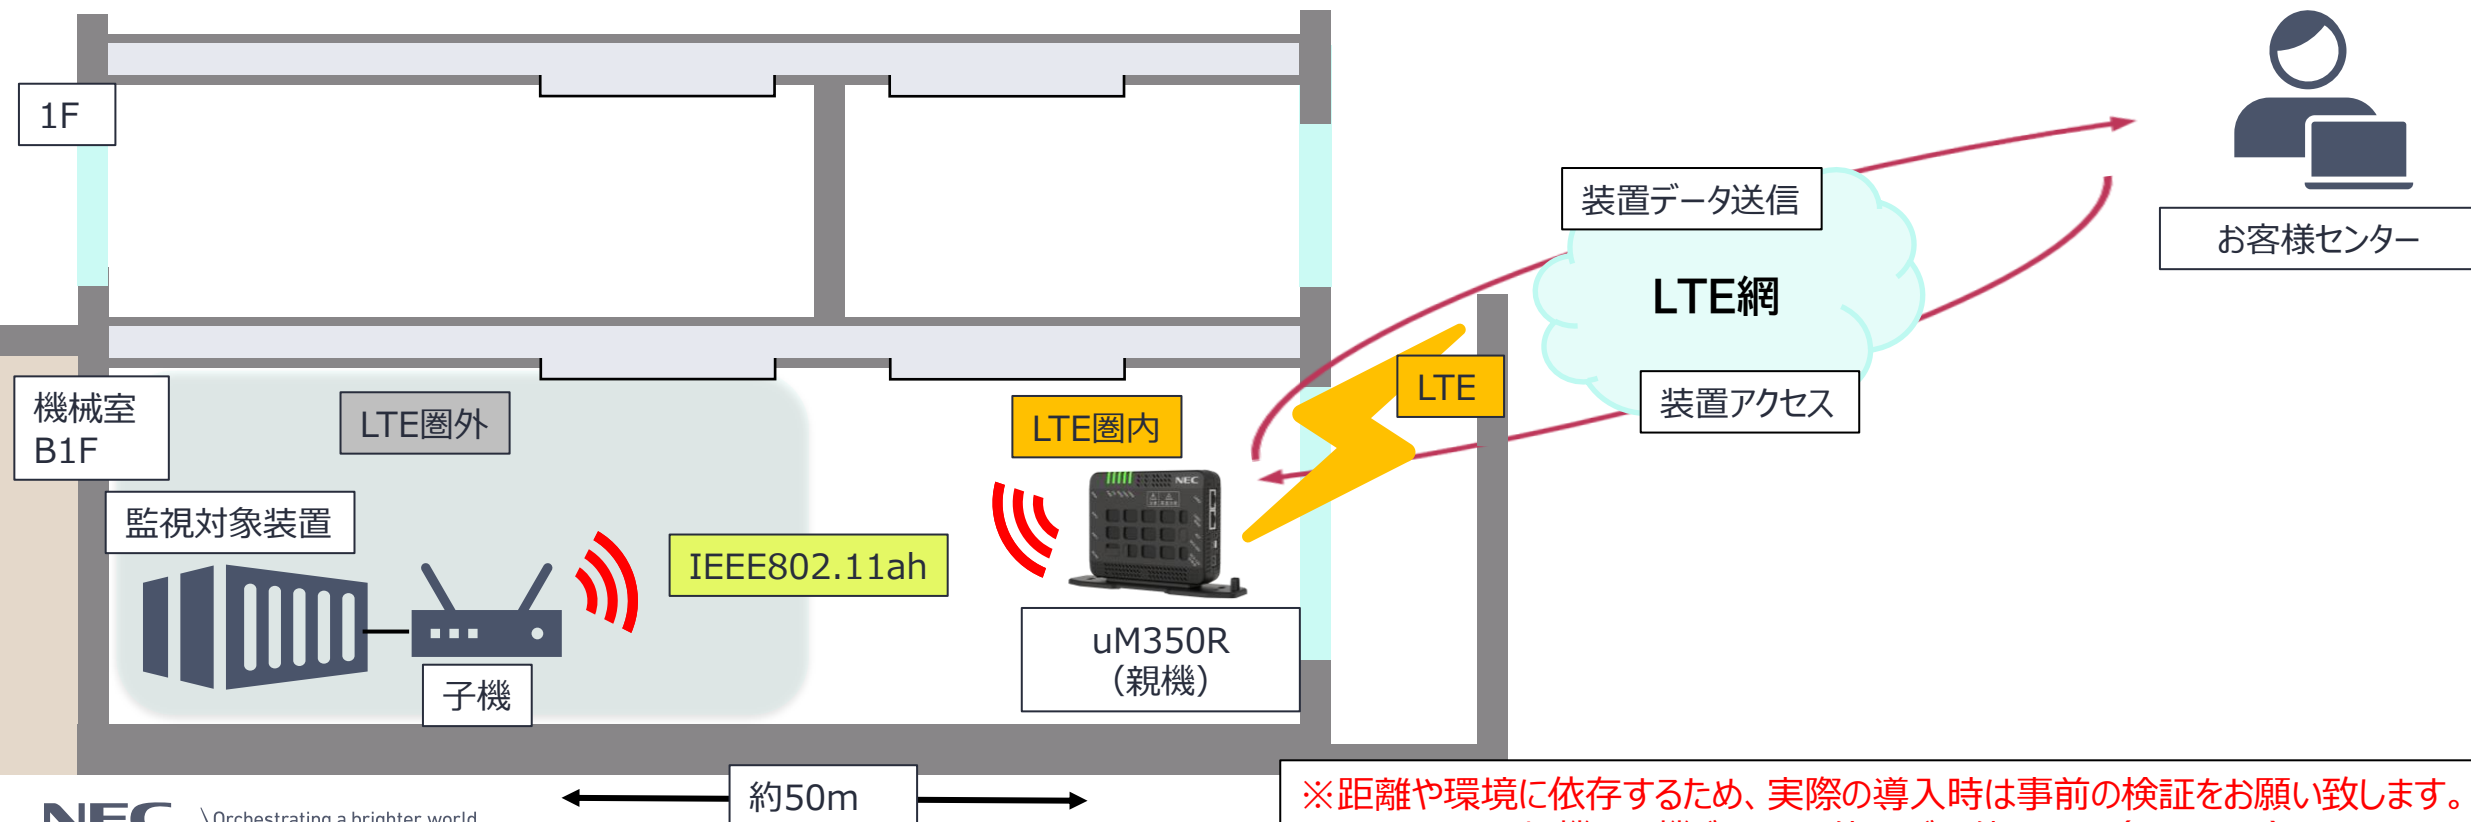 1F
装置データ送信
お客様センター
LTE網
LTE
装置アクセス
機械室
B1F
LTE圏外
LTE圏内
監視対象装置
NEC
IEEE802.11ah
uM350R
（親機）
子機
約50m
※距離や環境に依存するため、実際の導入時は事前の検証をお願い致します。
NEC
\Orchestrating a brighter world